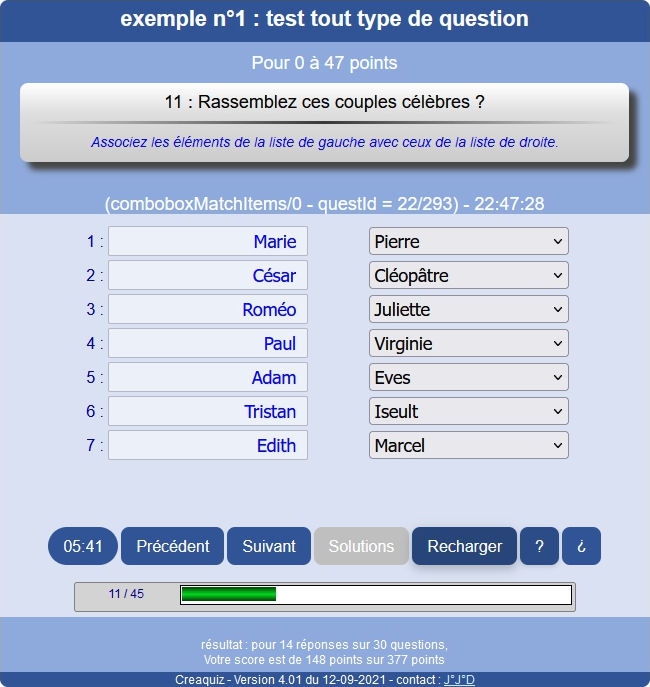 exemple n°1 : test tout type de question
Pour 0 à 47 points
11 : Rassemblez ces couples célèbres ?
Associez les éléments de la liste de gauche avec ceux de la liste de droite.
(comboboxMatchItems/0 - questId = 22/293) - 22:47:28
1 : Marie Pierre
2 : César Cléopâtre
3 : Roméo Juliette
4 : Paul Virginie
5 : Adam Eves
6 : Tristan Iseult
7 : Edith Marcel
05:41 Précédent Suivant Solutions Recharger ? ¿
11 / 45
résultat : pour 14 réponses sur 30 questions,
Votre score est de 148 points sur 377 points
Creaquiz - Version 4.01 du 12-09-2021 - contact : J°J°D